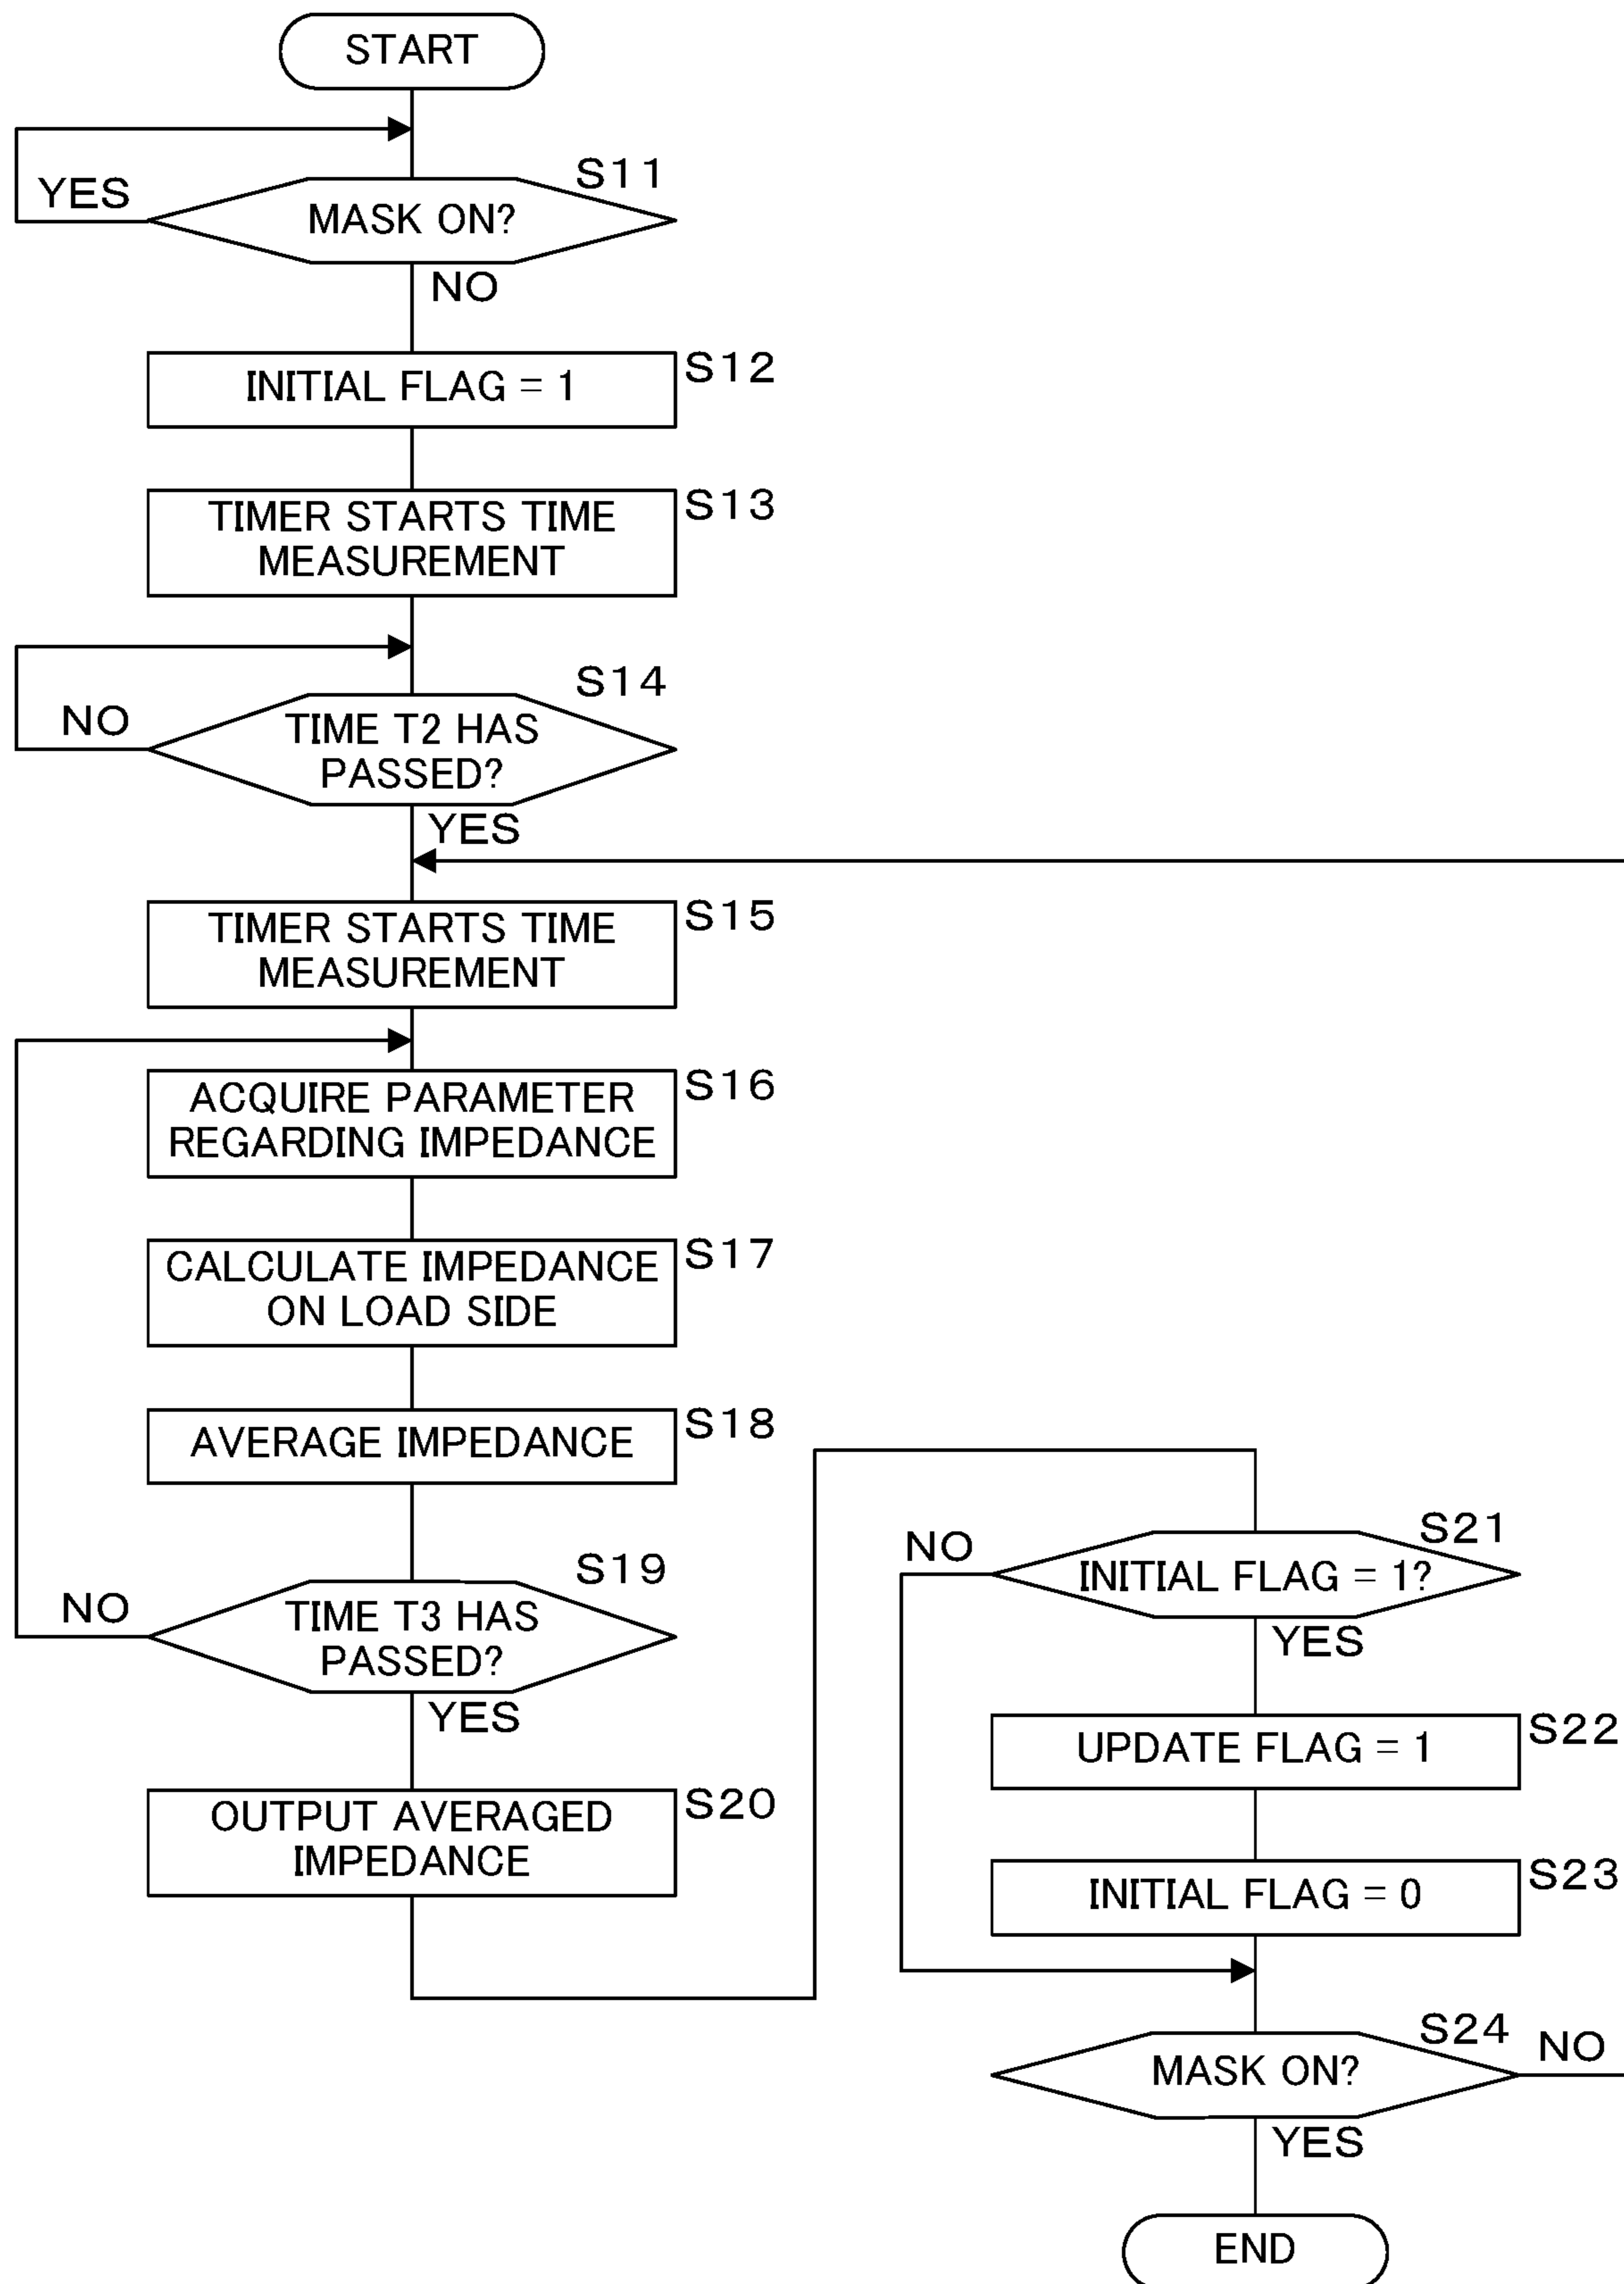 START
S11
YES
MASK ON?
NO
S12
INITIAL FLAG = 1
S13
TIMER STARTS TIME
MEASUREMENT
S14
NO
TIME T2 HAS
PASSED?
YES
S15
TIMER STARTS TIME
MEASUREMENT
S16
ACQUIRE PARAMETER
REGARDING IMPEDANCE
S17
CALCULATE IMPEDANCE
ON LOAD SIDE
S18
AVERAGE IMPEDANCE
S19
NO
TIME T3 HAS
PASSED?
YES
S20
OUTPUT AVERAGED
IMPEDANCE
S21
NO
INITIAL FLAG = 1?
YES
S22
UPDATE FLAG = 1
S23
INITIAL FLAG = 0
S24
NO
MASK ON?
YES
END